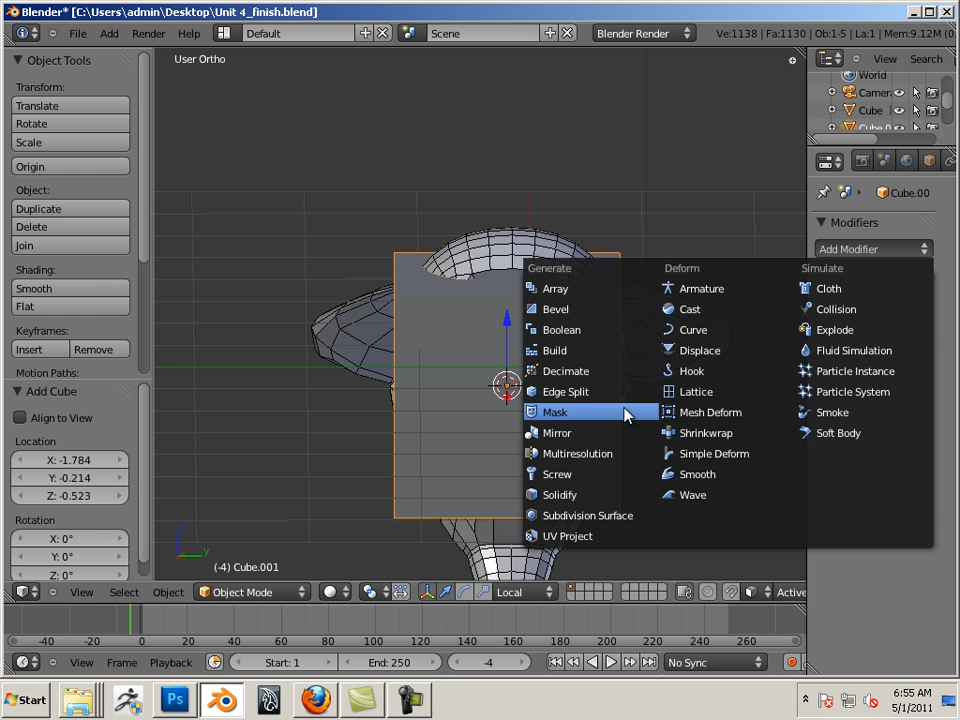 Blender* [C:\Users\admin\Desktop\Unit 4_finish.blend]
File Add Render Help Default Scene Blender Render Ve:1138 | Fa:1130 | Ob:1-5 | La:1 | Mem:9.12M (0
Object Tools
Transform:
Translate
Rotate
Scale
Origin
Object:
Duplicate
Delete
Join
Shading:
Smooth
Flat
Keyframes:
Insert Remove
Motion Paths:
Add Cube
Align to View
Location
X: -1.784
Y: -0.214
Z: -0.523
Rotation
X: 0°
Y: 0°
Z: 0°
User Ortho
(-4) Cube.001
z
y
View Search
World
Camer
Cube
Cube.0
Cube.00
Modifiers
Add Modifier
Generate
Array
Bevel
Boolean
Build
Decimate
Edge Split
Mask
Mirror
Multiresolution
Screw
Solidify
Subdivision Surface
UV Project
Deform
Armature
Cast
Curve
Displace
Hook
Lattice
Mesh Deform
Shrinkwrap
Simple Deform
Smooth
Wave
Simulate
Cloth
Collision
Explode
Fluid Simulation
Particle Instance
Particle System
Smoke
Soft Body
View Select Object Object Mode Local Active
-40 -20 0 20 40 60 80 100 120 140 160 180 200 220 240 260
View Frame Playback Start: 1 End: 250 -4 No Sync
Start Ps 6:55 AM
5/1/2011